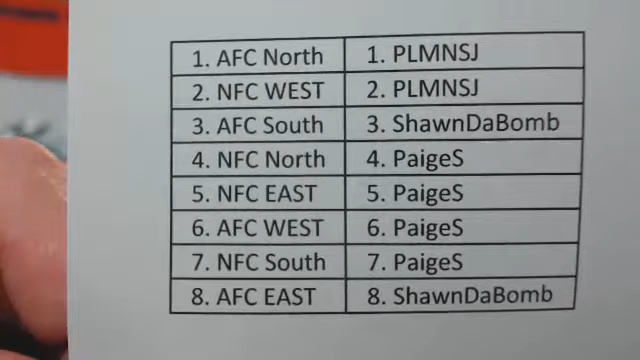 1. AFC North 1. PLMNSJ
2. NFC WEST 2. PLMNSJ
3. AFC South 3. ShawnDaBomb
4. NFC North 4. PaigeS
5. NFC EAST 5. PaigeS
6. AFC WEST 6. PaigeS
7. NFC South 7. PaigeS
8. AFC EAST 8. ShawnDaBomb